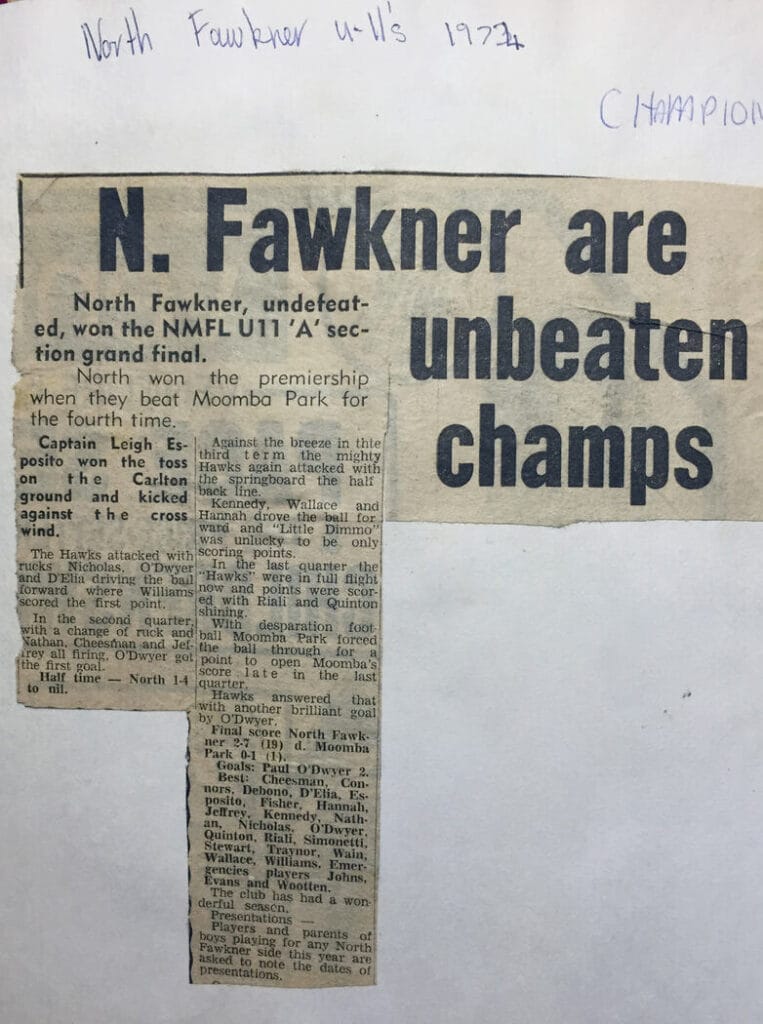 North Fawkner u-11's 1974
CHAMPION
N. Fawkner are
unbeaten
champs
North Fawkner, undefeat-
ed, won the NMFL U11 'A' sec-
tion grand final.
North won the premiership
when they beat Moomba Park for
the fourth time.
Captain Leigh Es-
posito won the toss
on the Carlton
ground and kicked
against the cross
wind.
The Hawks attacked with
rucks Nicholas, O'Dwyer
and D'Elia driving the ball
forward where Williams
scored the first point.
In the second quarter,
with a change of ruck and
Nathan, Cheesman and Jef-
frey all firing, O'Dwyer got
the first goal.
Half time — North 1-4
to nil.
Against the breeze in thte
third term the mighty
Hawks again attacked with
the springboard the half
back line.
Kennedy, Wallace and
Hannah drove the ball for
ward and "Little Dimmo"
was unlucky to be only
scoring points.
In the last quarter the
"Hawks" were in full flight
now and points were scor-
ed with Riali and Quinton
shining.
With desparation foot-
ball Moomba Park forced
the ball through for a
point to open Moomba's
score late in the last
quarter.
Hawks answered that
with another brilliant goal
by O'Dwyer.
Final score North Fawk-
ner 2-7 (19) d. Moomba
Park 0-1 (1).
Goals: Paul O'Dwyer 2.
Best: Cheesman, Con-
nors, Debono, D'Elia, Es-
posito, Fisher, Hannah,
Jeffrey, Kennedy, Nath-
an, Nicholas, O'Dwyer,
Quinton, Riali, Simonetti,
Stewart, Traynor, Wain,
Wallace, Williams. Emer-
gencies players Johns,
Evans and Wootten.
The club has had a won-
derful season.
Presentations —
Players and parents of
boys playing for any North
Fawkner side this year are
asked to note the dates of
presentations.